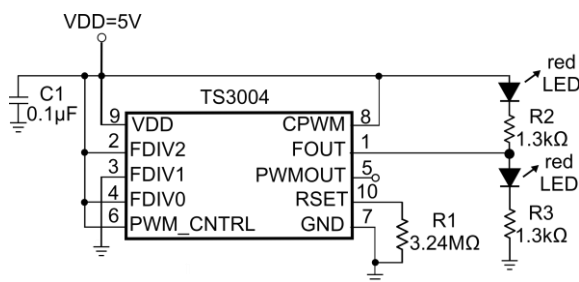 VDD=5V
TS3004
C1
0.1µF
9 VDD
2 FDIV2
3 FDIV1
4 FDIV0
6 PWM_CNTRL
CPWM 8
FOUT 1
PWMOUT 5
RSET 10
GND 7
R1
3.24MΩ
red
LED
R2
1.3kΩ
red
LED
R3
1.3kΩ